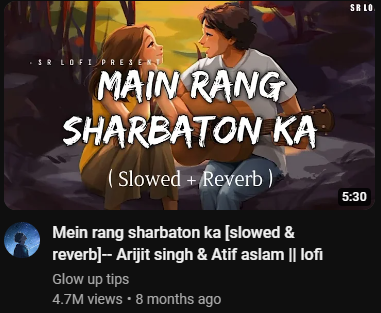 SR LO
- SR LOFI PRESENT
MAIN RANG
SHARBATON KA
( Slowed + Reverb )
5:30
Mein rang sharbaton ka [slowed &
reverb]-- Arijit singh & Atif aslam || lofi
Glow up tips
4.7M views • 8 months ago